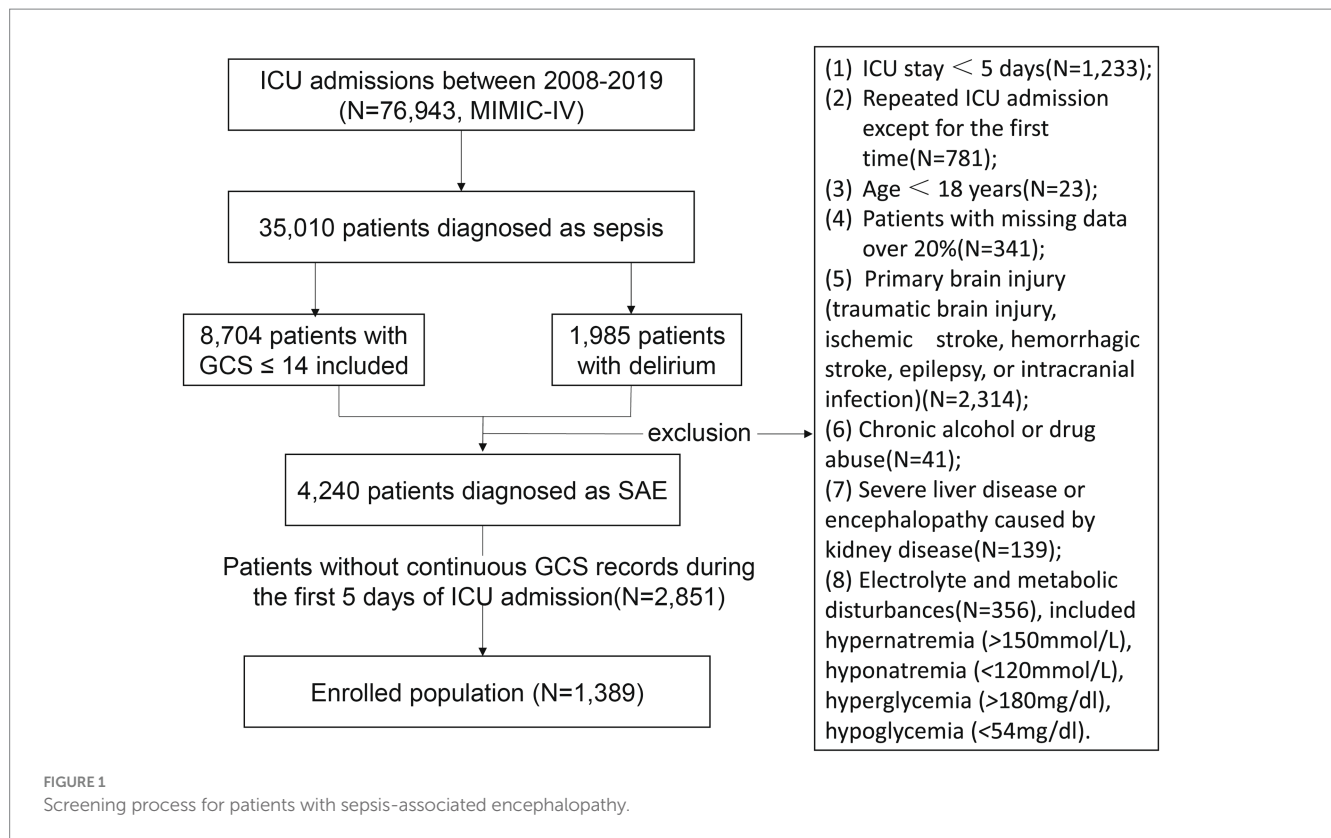 ICU admissions between 2008-2019
(N=76,943, MIMIC-IV)
35,010 patients diagnosed as sepsis
8,704 patients with
GCS ≤ 14 included
1,985 patients
with delirium
exclusion
4,240 patients diagnosed as SAE
Patients without continuous GCS records during
the first 5 days of ICU admission(N=2,851)
Enrolled population (N=1,389)
(1) ICU stay < 5 days(N=1,233);
(2) Repeated ICU admission
except for the first
time(N=781);
(3) Age < 18 years(N=23);
(4) Patients with missing data
over 20%(N=341);
(5) Primary brain injury
(traumatic brain injury,
ischemic stroke, hemorrhagic
stroke, epilepsy, or intracranial
infection)(N=2,314);
(6) Chronic alcohol or drug
abuse(N=41);
(7) Severe liver disease or
encephalopathy caused by
kidney disease(N=139);
(8) Electrolyte and metabolic
disturbances(N=356), included
hypernatremia (>150mmol/L),
hyponatremia (<120mmol/L),
hyperglycemia (>180mg/dl),
hypoglycemia (<54mg/dl).
FIGURE 1
Screening process for patients with sepsis-associated encephalopathy.